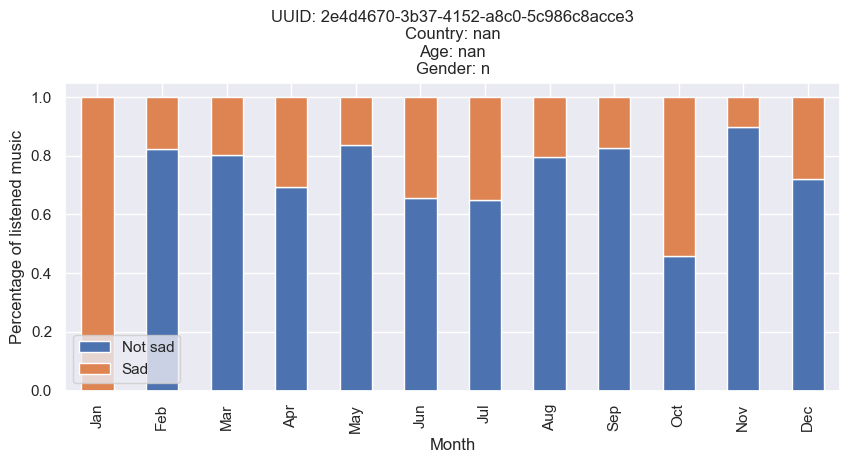 UUID: 2e4d4670-3b37-4152-a8c0-5c986c8acce3
Country: nan
Age: nan
Gender: n
Percentage of listened music
1.0
0.8
0.6
0.4
0.2
0.0
Not sad
Sad
Jan Feb Mar Apr May Jun Jul Aug Sep Oct Nov Dec
Month